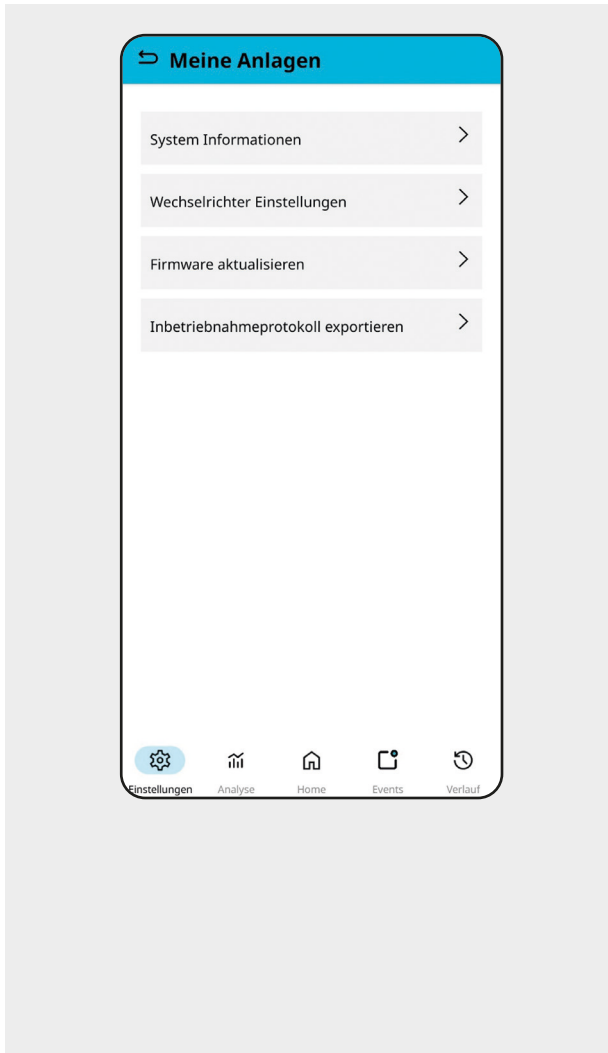 Meine Anlagen
System Informationen
Wechselrichter Einstellungen
Firmware aktualisieren
Inbetriebnahmeprotokoll exportieren
Einstellungen Analyse Home Events Verlauf